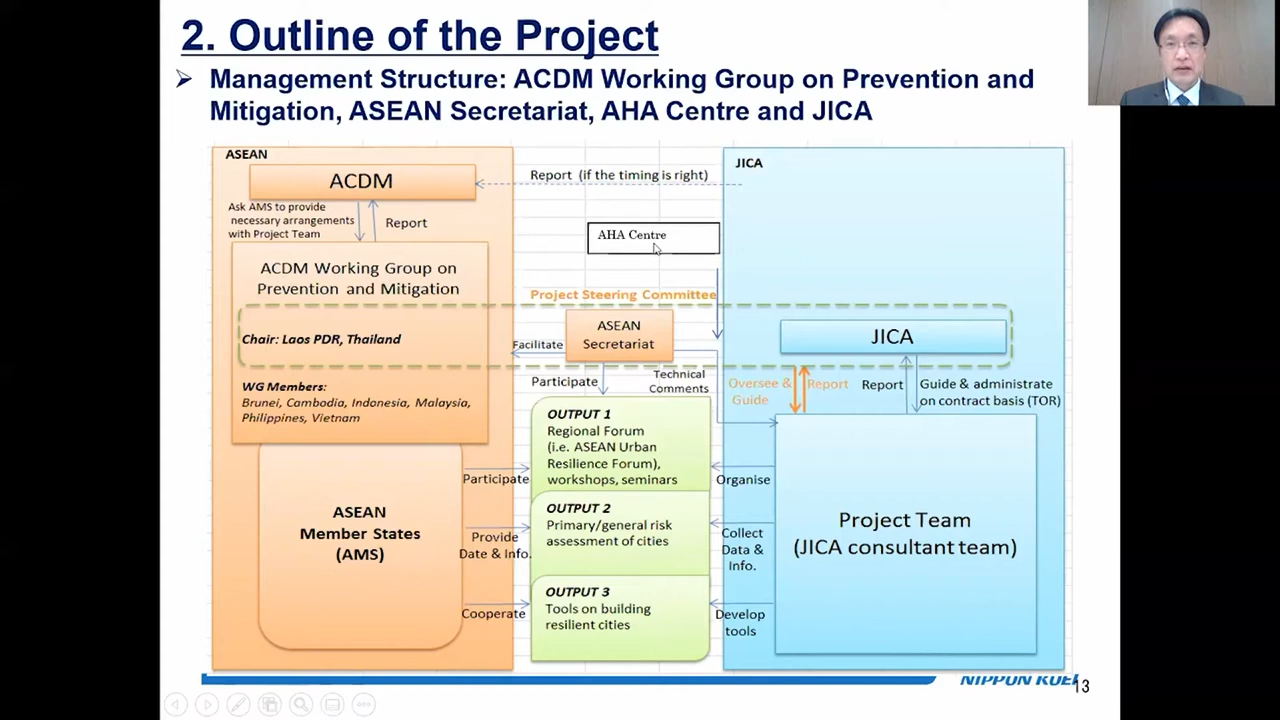 2. Outline of the Project
Management Structure: ACDM Working Group on Prevention and
Mitigation, ASEAN Secretariat, AHA Centre and JICA
ASEAN
ACDM
Ask AMS to provide
necessary arrangements
with Project Team
Report
ACDM Working Group on
Prevention and Mitigation
Chair: Laos PDR, Thailand
WG Members:
Brunei, Cambodia, Indonesia, Malaysia,
Philippines, Vietnam
ASEAN
Member States
(AMS)
Report (if the timing is right)
AHA Centre
Project Steering Committee
ASEAN
Secretariat
Facilitate
Participate
Technical
Comments
OUTPUT 1
Regional Forum
(i.e. ASEAN Urban
Resilience Forum),
workshops, seminars
OUTPUT 2
Primary/general risk
assessment of cities
OUTPUT 3
Tools on building
resilient cities
Participate
Provide
Date & Info.
Cooperate
Organise
Collect
Data &
Info.
Develop
tools
JICA
JICA
Oversee &
Guide
Report
Report
Guide & administrate
on contract basis (TOR)
Project Team
(JICA consultant team)
NIPPON KOEI
13